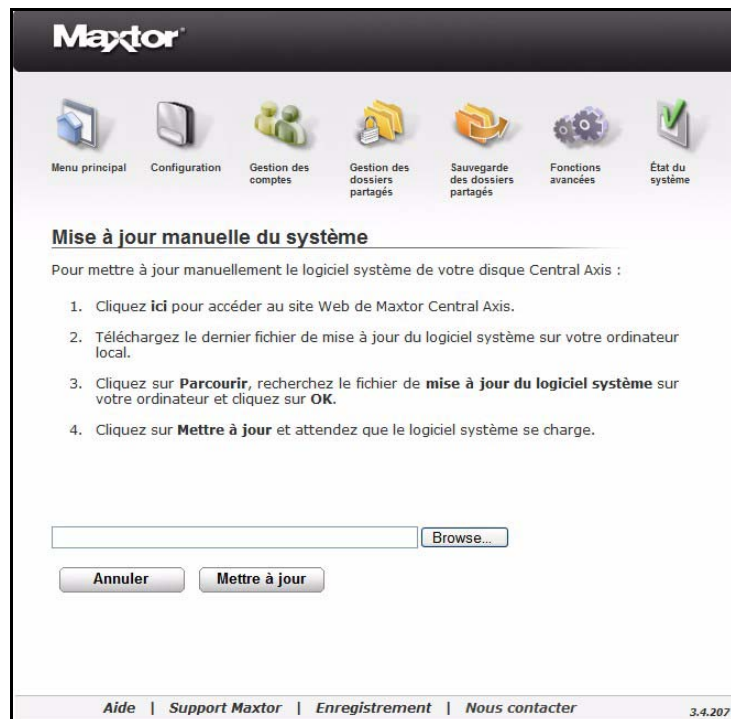 Maxtor
Menu principal
Configuration
Gestion des
comptes
Gestion des
dossiers
partagés
Sauvegarde
des dossiers
partagés
Fonctions
avancées
État du
système
Mise à jour manuelle du système
Pour mettre à jour manuellement le logiciel système de votre disque Central Axis :
1. Cliquez ici pour accéder au site Web de Maxtor Central Axis.
2. Téléchargez le dernier fichier de mise à jour du logiciel système sur votre ordinateur
local.
3. Cliquez sur Parcourir, recherchez le fichier de mise à jour du logiciel système sur
votre ordinateur et cliquez sur OK.
4. Cliquez sur Mettre à jour et attendez que le logiciel système se charge.
Browse...
Annuler Mettre à jour
Aide | Support Maxtor | Enregistrement | Nous contacter 3.4.207